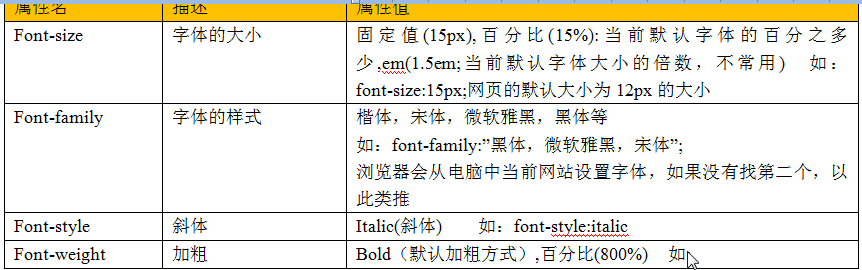 属性名 描述 属性值
Font-size 字体的大小 固定值(15px),百分比(15%):当前默认字体的百分之多
少,em(1.5em;当前默认字体大小的倍数，不常用) 如：
font-size:15px;网页的默认大小为 12px 的大小
Font-family 字体的样式 楷体，宋体，微软雅黑，黑体等
如：font-family:”黑体，微软雅黑，宋体”;
浏览器会从电脑中当前网站设置字体，如果没有找第二个，以
此类推
Font-style 斜体 Italic(斜体) 如：font-style:italic
Font-weight 加粗 Bold（默认加粗方式）,百分比(800%) 如